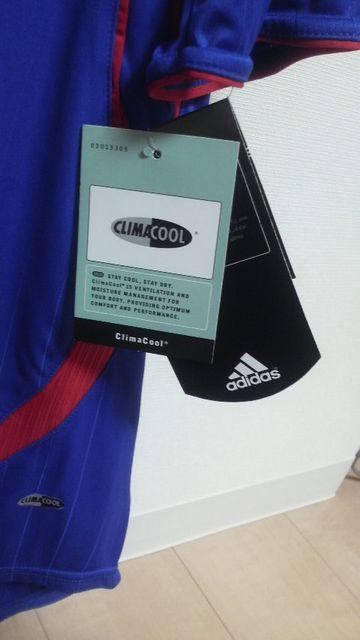 03013305
CLIMACOOL®
STAY COOL, STAY DRY.
ClimaCool® IS VENTILATION AND
MOISTURE MANAGEMENT FOR
YOUR BODY, PROVIDING OPTIMUM
COMFORT AND PERFORMANCE.
ClimaCool®
adidas
CLIMACOOL